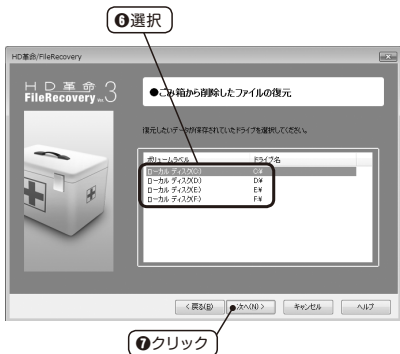 ❻選択
HD革命/FileRecovery
HD革命
FileRecovery Ver.3
●ごみ箱から削除したファイルの復元
復元したいデータが保存されていたドライブを選択してください。
ボリュームラベル ドライブ名
ローカル ディスク(C:) C¥
ローカル ディスク(D:) D¥
ローカル ディスク(E:) E¥
ローカル ディスク(F:) F¥
< 戻る(B) 次へ(N) > キャンセル ヘルプ
❼クリック